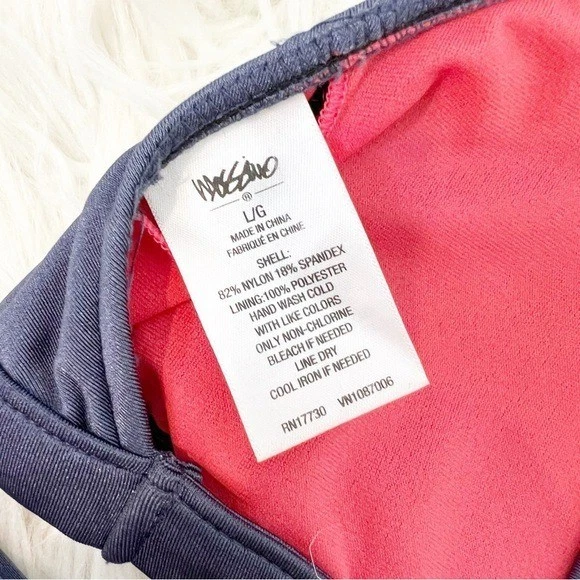 MOSSIMO
®
L/G
MADE IN CHINA
FABRIQUÉ EN CHINE
SHELL:
82% NYLON 18% SPANDEX
LINING:100% POLYESTER
HAND WASH COLD
WITH LIKE COLORS
ONLY NON-CHLORINE
BLEACH IF NEEDED
LINE DRY
COOL IRON IF NEEDED
RN17730 VN1087006